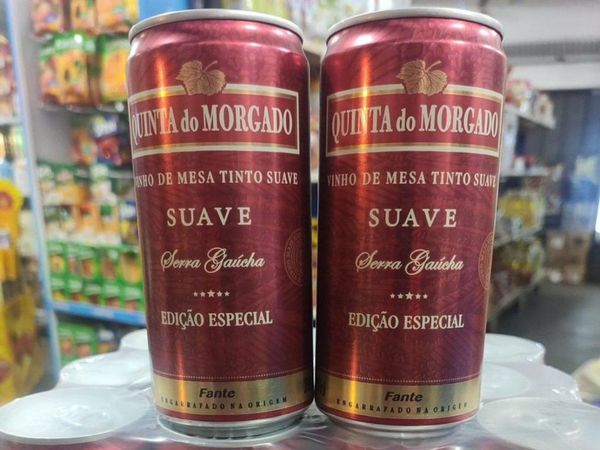 QUINTA do MORGADO
VINHO DE MESA TINTO SUAVE
SUAVE
Serra Gaúcha
EDIÇÃO ESPECIAL
Fante
ENGARRAFADO NA ORIGEM
QUINTA do MORGADO
VINHO DE MESA TINTO SUAVE
SUAVE
Serra Gaúcha
EDIÇÃO ESPECIAL
Fante
ENGARRAFADO NA ORIGEM